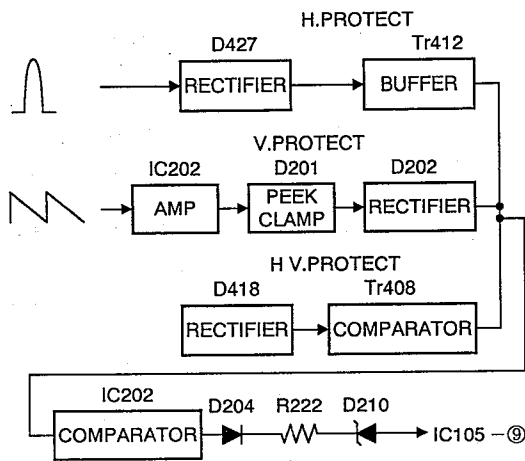 H.PROTECT
D427
Tr412
RECTIFIER
BUFFER
V.PROTECT
IC202
D201
D202
AMP
PEEK
CLAMP
RECTIFIER
H V.PROTECT
D418
Tr408
RECTIFIER
COMPARATOR
IC202
D204
R222
D210
COMPARATOR
IC105 –⑨